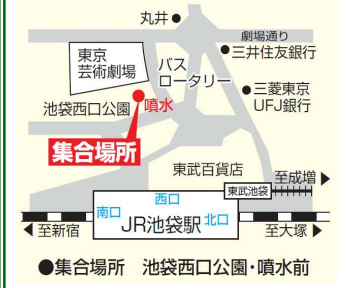 丸井●
劇場通り
●三井住友銀行
東京
芸術劇場
バス
ロータリー
●三菱東京
UFJ銀行
池袋西口公園
噴水
集合場所
東武百貨店
至成増▶
東武池袋
西口
南口
北口
JR池袋駅
◀至新宿
至大塚▶
●集合場所 池袋西口公園・噴水前